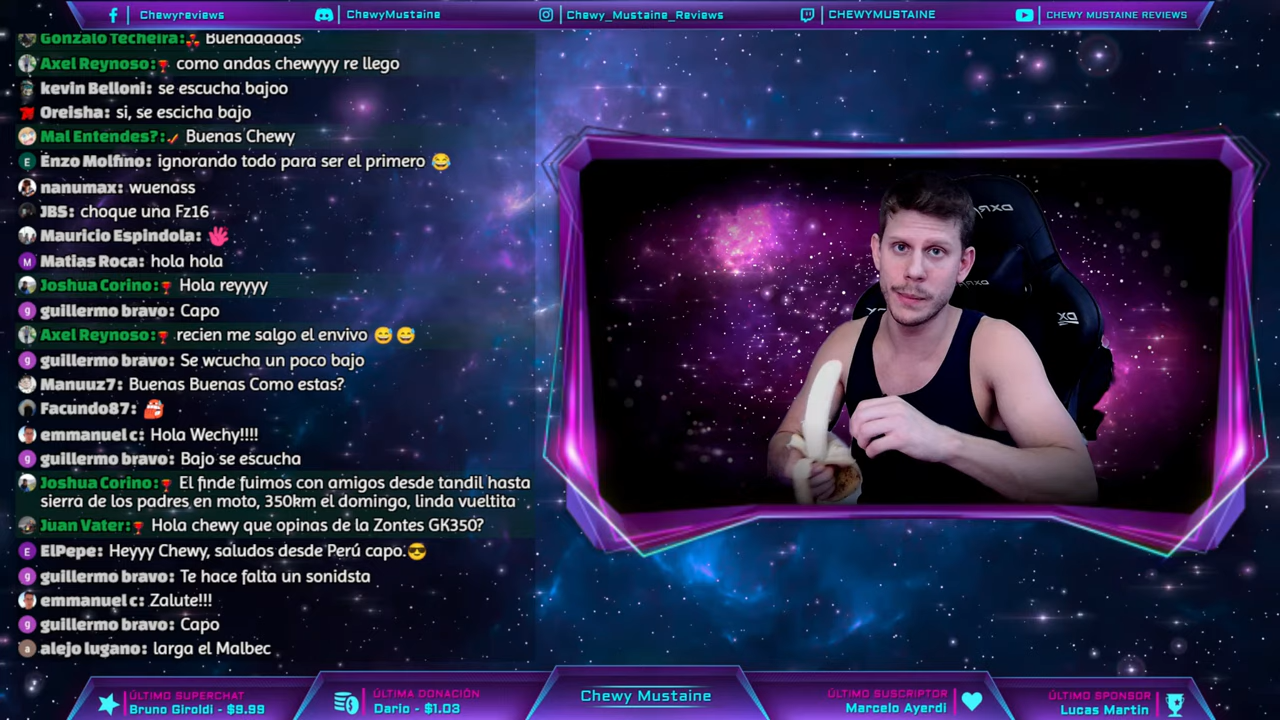 Chewyreviews
ChewyMustaine
Chewy_Mustaine_Reviews
CHEWYMUSTAINE
CHEWY MUSTAINE REVIEWS
Gonzalo Techeira: Buenaaaaas
Axel Reynoso: como andas chewyyy re llego
kevin Belloni: se escucha bajoo
Oreisha: si, se escicha bajo
Mal Entendes?: Buenas Chewy
Enzo Molfino: ignorando todo para ser el primero 😂
nanumax: wuenass
JBS: choque una Fz16
Mauricio Espindola:
Matias Roca: hola hola
Joshua Corino: Hola reyyyy
guillermo bravo: Capo
Axel Reynoso: recien me salgo el envivo 😅😅
guillermo bravo: Se wcucha un poco bajo
Manuuz7: Buenas Buenas Como estas?
Facundo87:
emmanuel c: Hola Wechy!!!!
guillermo bravo: Bajo se escucha
Joshua Corino: El finde fuimos con amigos desde tandil hasta
sierra de los padres en moto, 350km el domingo, linda vueltita
Juan Vater: Hola chewy que opinas de la Zontes GK350?
ElPepe: Heyyy Chewy, saludos desde Perú capo.😎
guillermo bravo: Te hace falta un sonidsta
emmanuel c: Zalute!!!
guillermo bravo: Capo
alejo lugano: larga el Malbec
DXRA
DX
ÚLTIMO SUPERCHAT
Bruno Giroldi - $9.99
ÚLTIMA DONACIÓN
Dario - $1.03
Chewy Mustaine
ÚLTIMO SUSCRIPTOR
Marcelo Ayerdi
ÚLTIMO SPONSOR
Lucas Martin